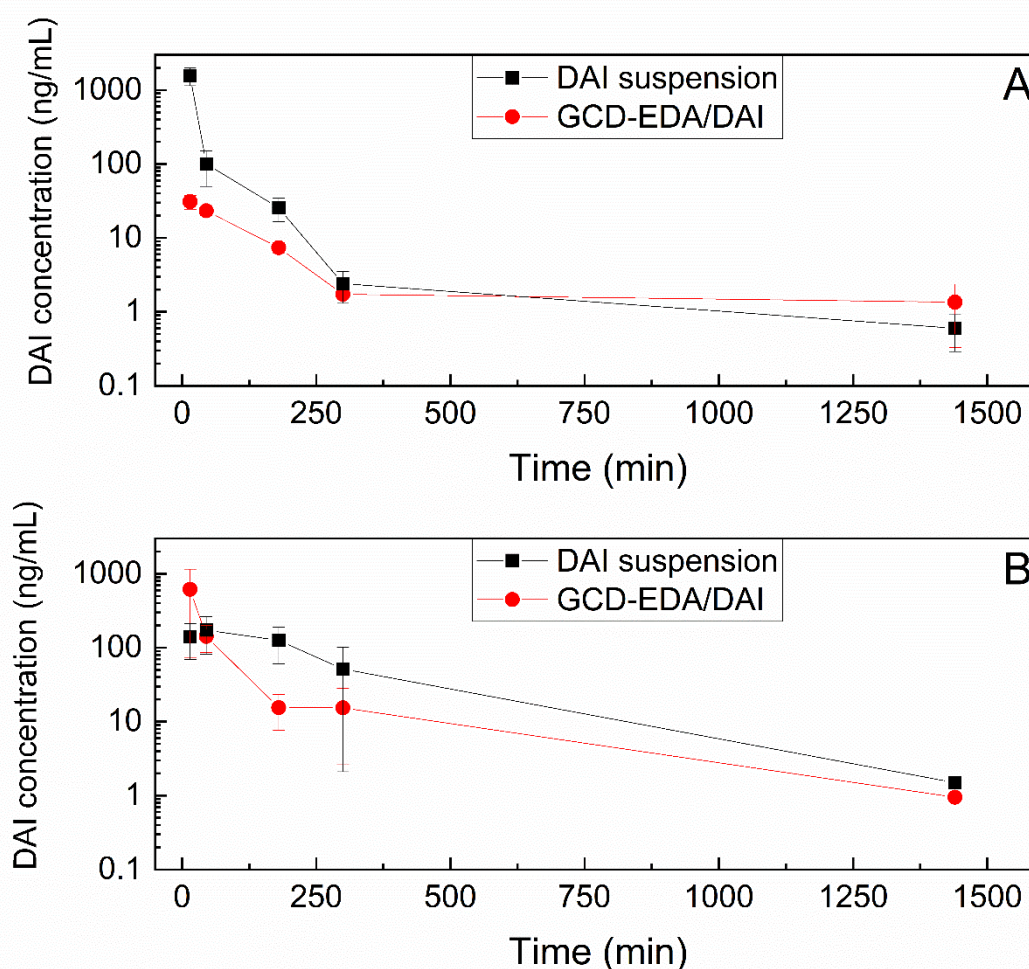 A
DAI suspension
GCD-EDA/DAI
DAI concentration (ng/mL)
1000
100
10
1
0.1
0 250 500 750 1000 1250 1500
Time (min)
B
DAI suspension
GCD-EDA/DAI
DAI concentration (ng/mL)
1000
100
10
1
0.1
0 250 500 750 1000 1250 1500
Time (min)